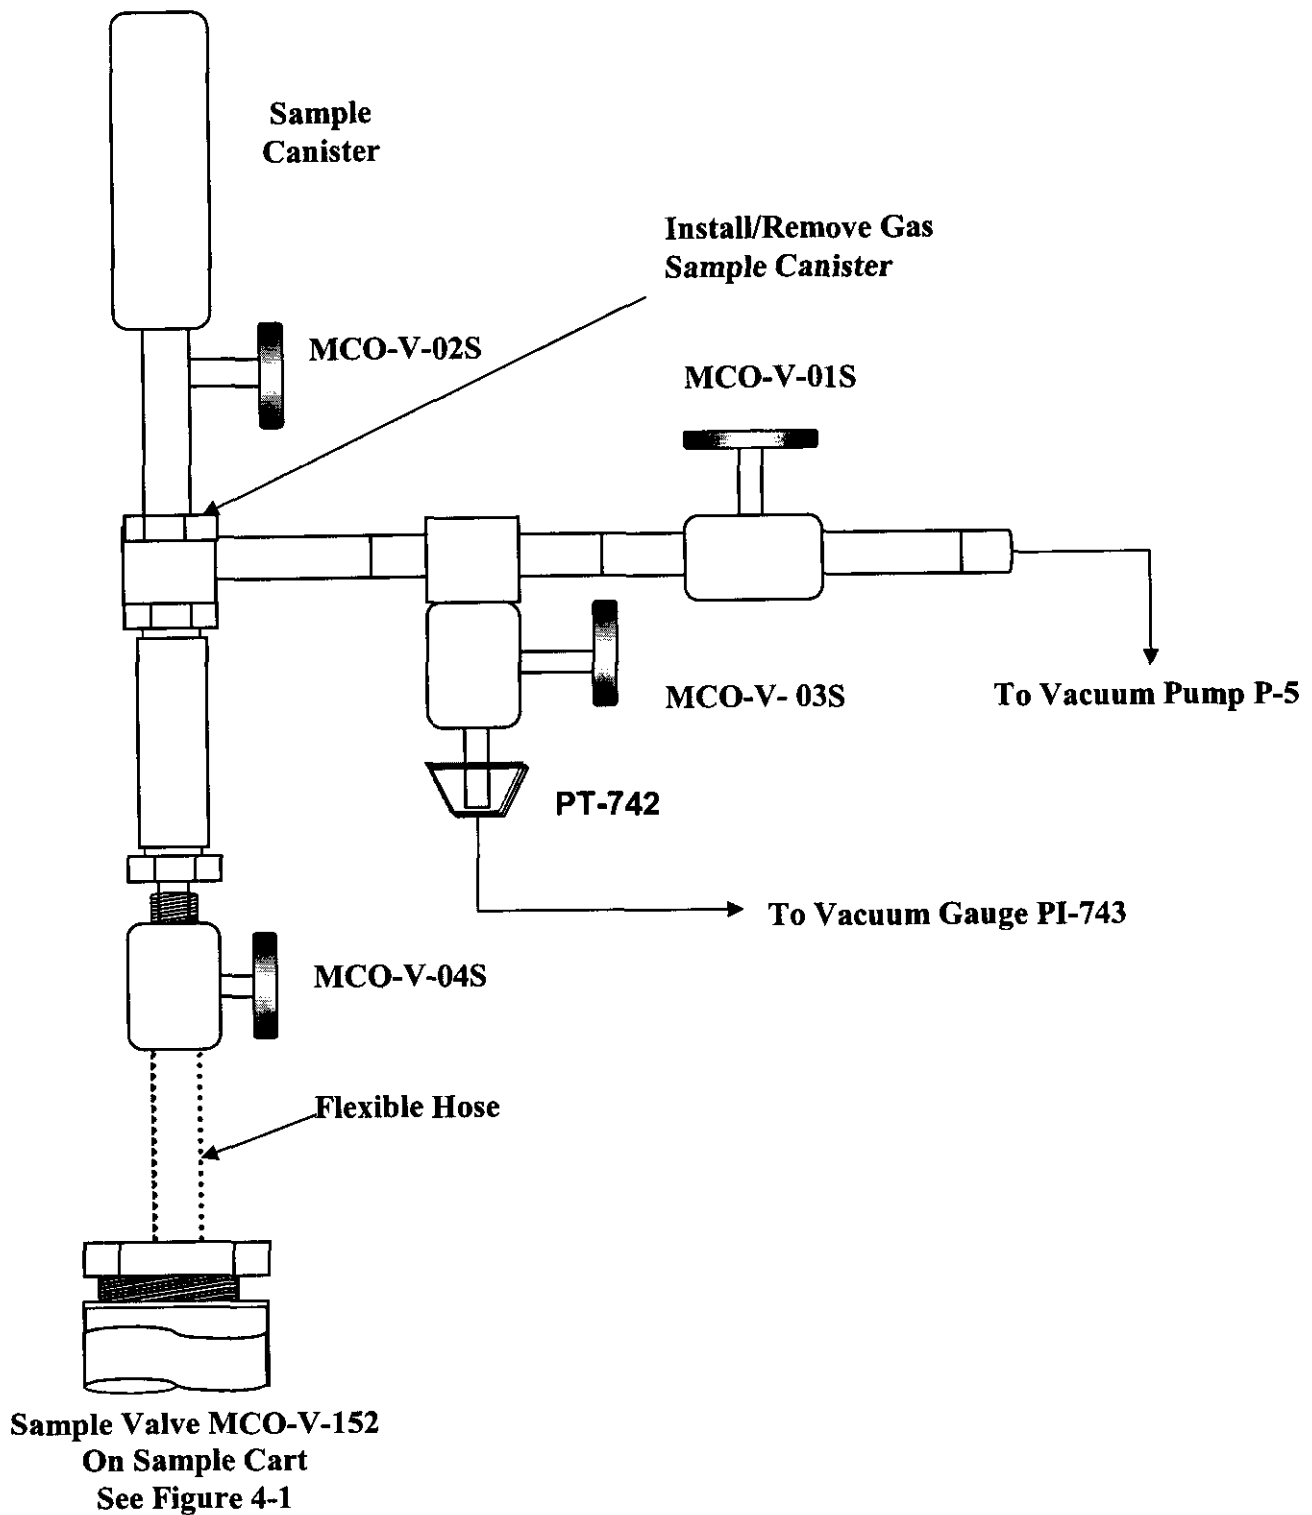 Sample
Canister
Install/Remove Gas
Sample Canister
MCO-V-02S
MCO-V-01S
MCO-V- 03S
To Vacuum Pump P-5
PT-742
To Vacuum Gauge PI-743
MCO-V-04S
Flexible Hose
Sample Valve MCO-V-152
On Sample Cart
See Figure 4-1